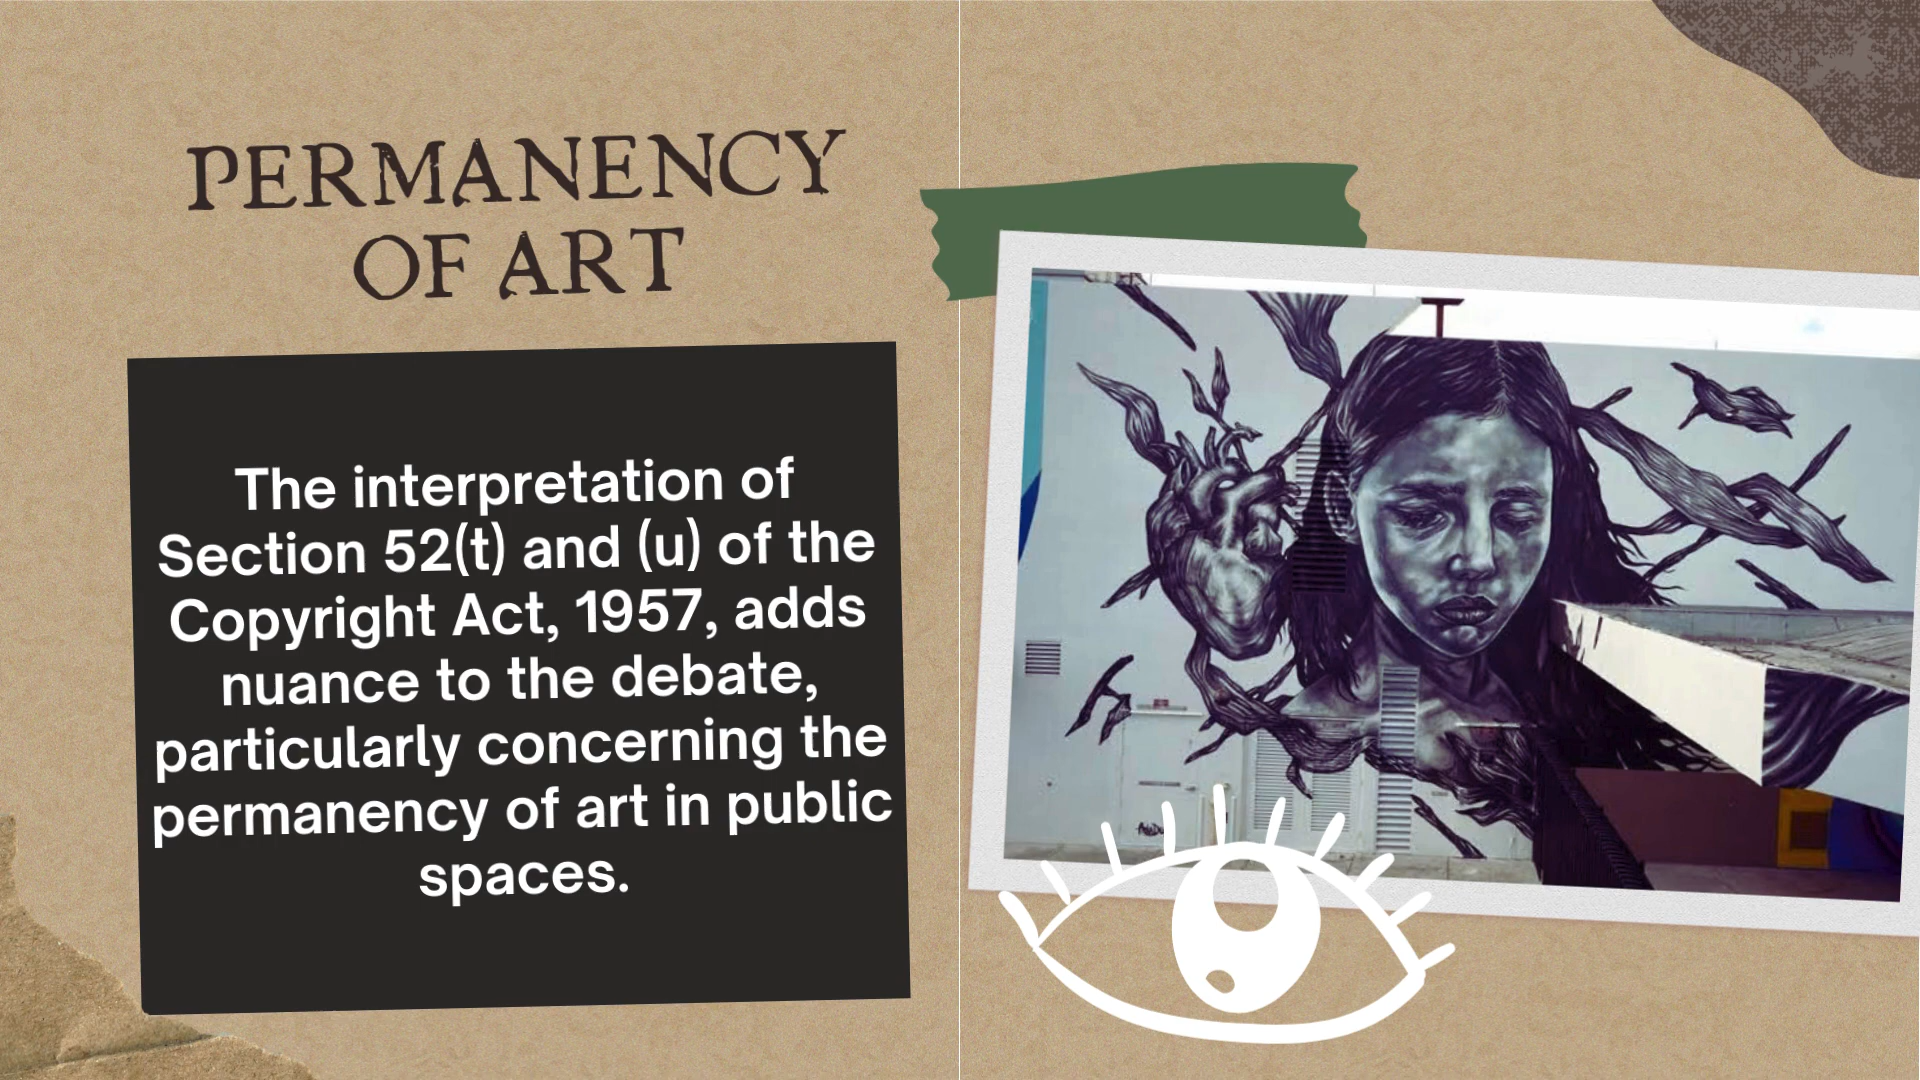 PERMANENCY
OF ART
The interpretation of
Section 52(t) and (u) of the
Copyright Act, 1957, adds
nuance to the debate,
particularly concerning the
permanency of art in public
spaces.